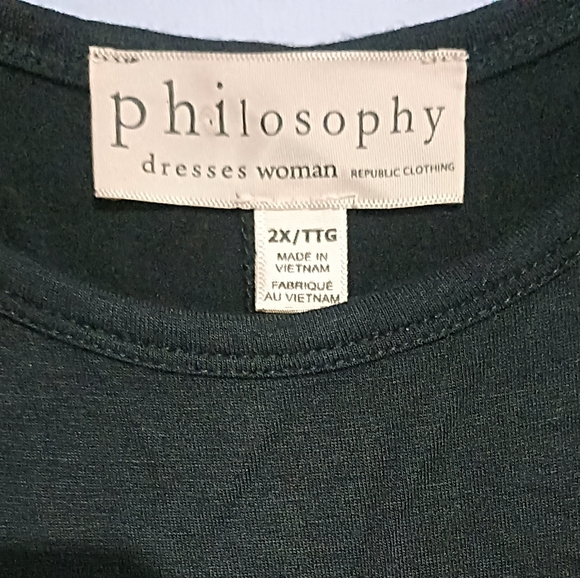 philosophy
dresses woman REPUBLIC CLOTHING
2X/TTG
MADE IN
VIETNAM
FABRIQUÉ
AU VIETNAM